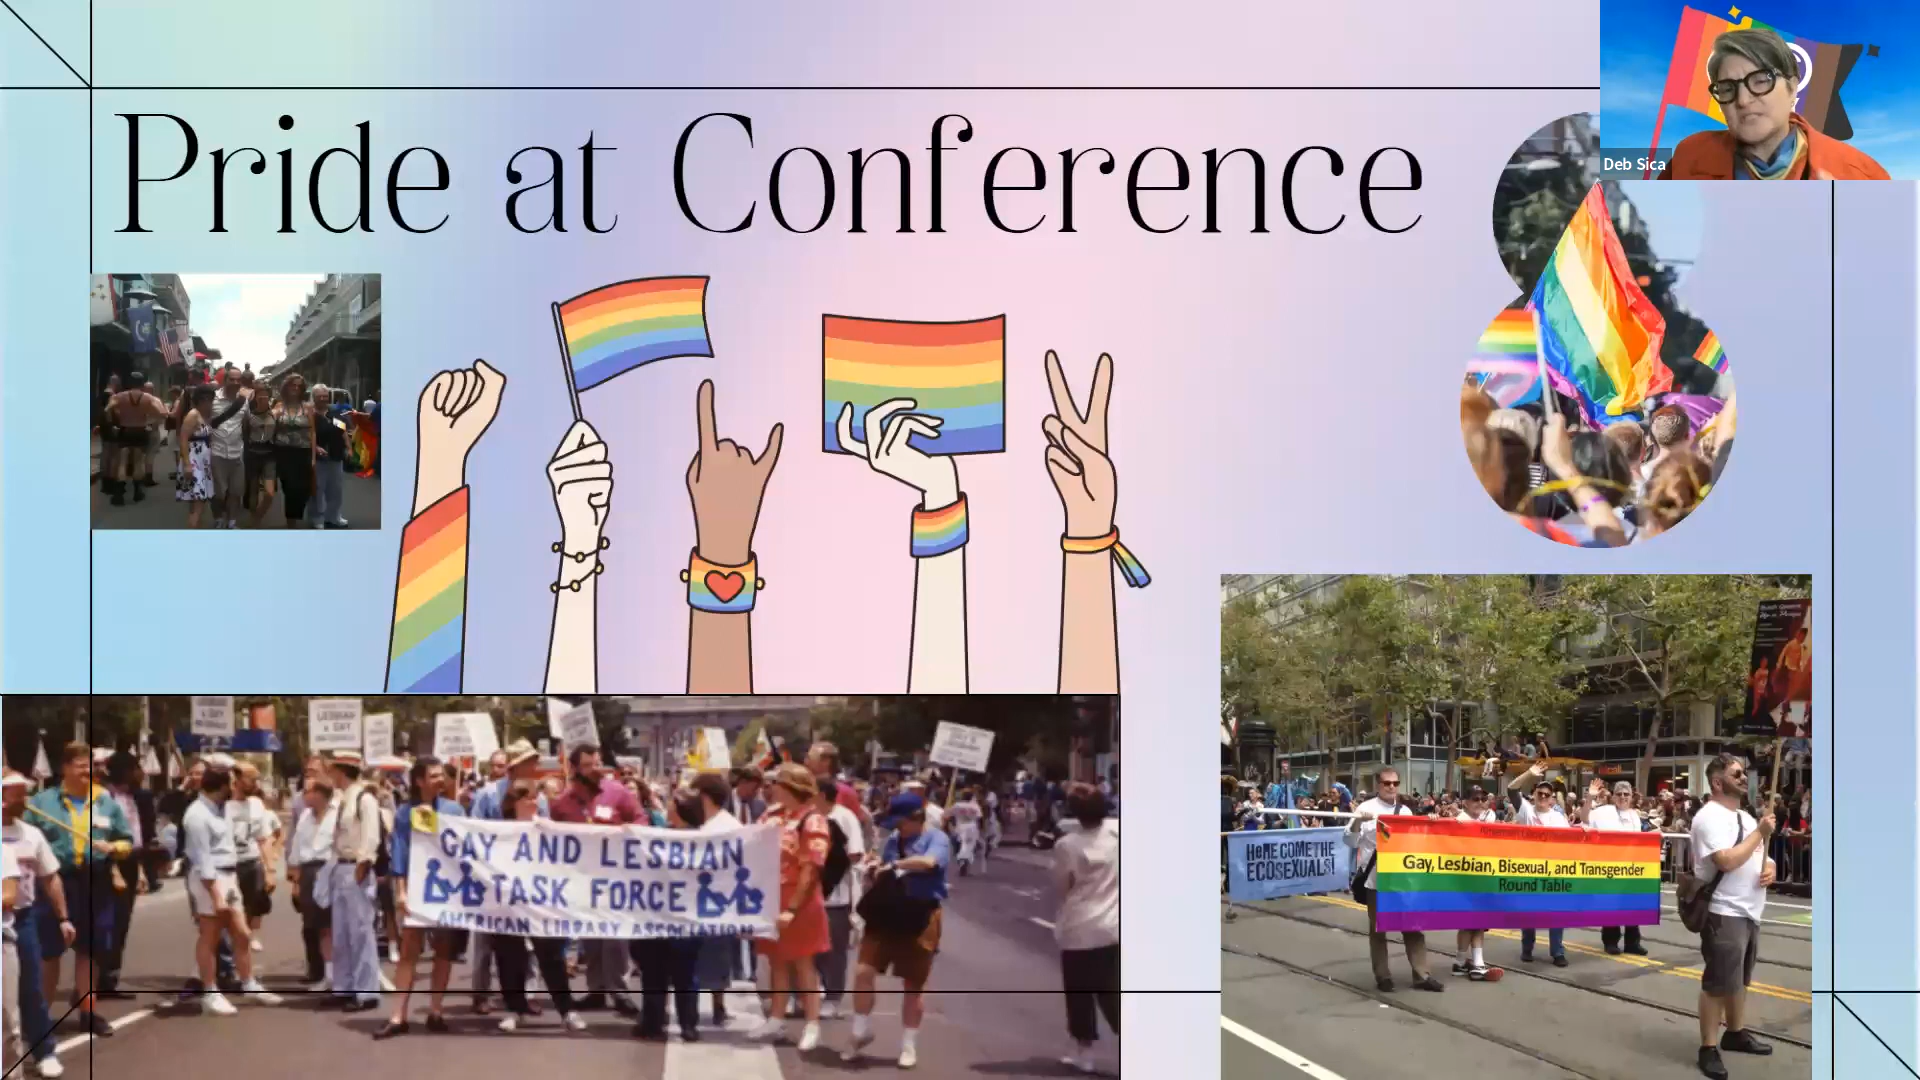 Pride at Conference
Deb Sica
GAY AND LESBIAN
TASK FORCE
AMERICAN LIBRARY ASSOCIATION
HeRE COME THE
ECOSEXUALS!
Gay, Lesbian, Bisexual, and Transgender
Round Table